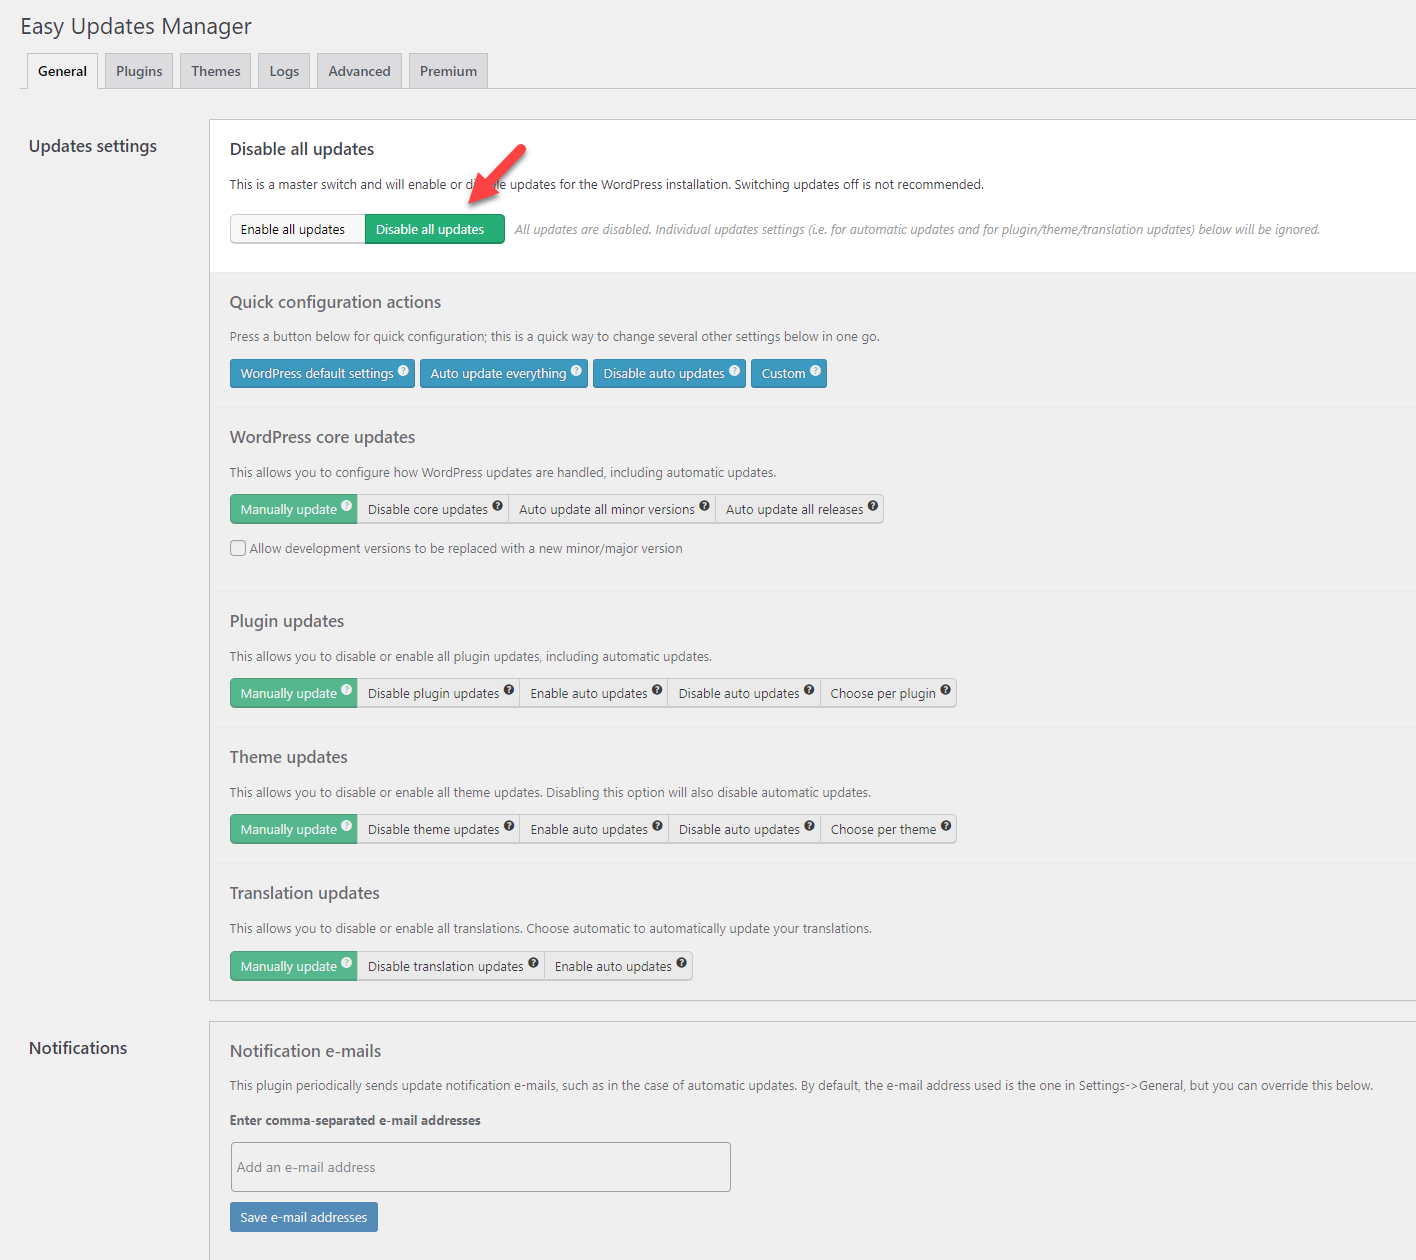 Easy Updates Manager
General Plugins Themes Logs Advanced Premium
Updates settings
Disable all updates
This is a master switch and will enable or disable updates for the WordPress installation. Switching updates off is not recommended.
Enable all updates Disable all updates All updates are disabled. Individual updates settings (i.e. for automatic updates and for plugin/theme/translation updates) below will be ignored.
Quick configuration actions
Press a button below for quick configuration; this is a quick way to change several other settings below in one go.
WordPress default settings ? Auto update everything ? Disable auto updates ? Custom ?
WordPress core updates
This allows you to configure how WordPress updates are handled, including automatic updates.
Manually update ? Disable core updates ? Auto update all minor versions ? Auto update all releases ?
Allow development versions to be replaced with a new minor/major version
Plugin updates
This allows you to disable or enable all plugin updates, including automatic updates.
Manually update ? Disable plugin updates ? Enable auto updates ? Disable auto updates ? Choose per plugin ?
Theme updates
This allows you to disable or enable all theme updates. Disabling this option will also disable automatic updates.
Manually update ? Disable theme updates ? Enable auto updates ? Disable auto updates ? Choose per theme ?
Translation updates
This allows you to disable or enable all translations. Choose automatic to automatically update your translations.
Manually update ? Disable translation updates ? Enable auto updates ?
Notifications
Notification e-mails
This plugin periodically sends update notification e-mails, such as in the case of automatic updates. By default, the e-mail address used is the one in Settings->General, but you can override this below.
Enter comma-separated e-mail addresses
Add an e-mail address
Save e-mail addresses